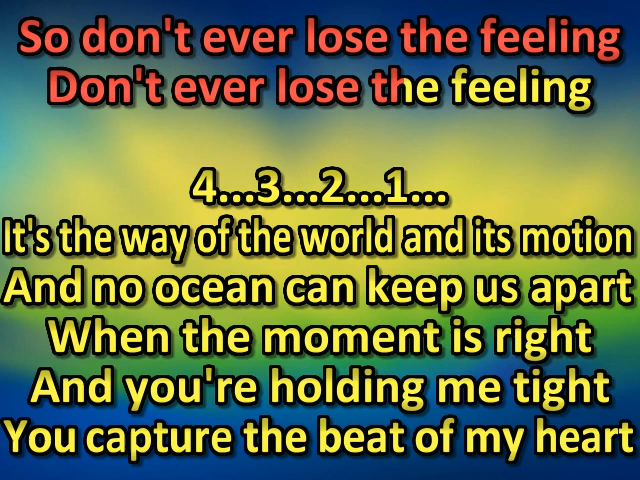 So don't ever lose the feeling
Don't ever lose the feeling
4...3...2...1...
It's the way of the world and its motion
And no ocean can keep us apart
When the moment is right
And you're holding me tight
You capture the beat of my heart